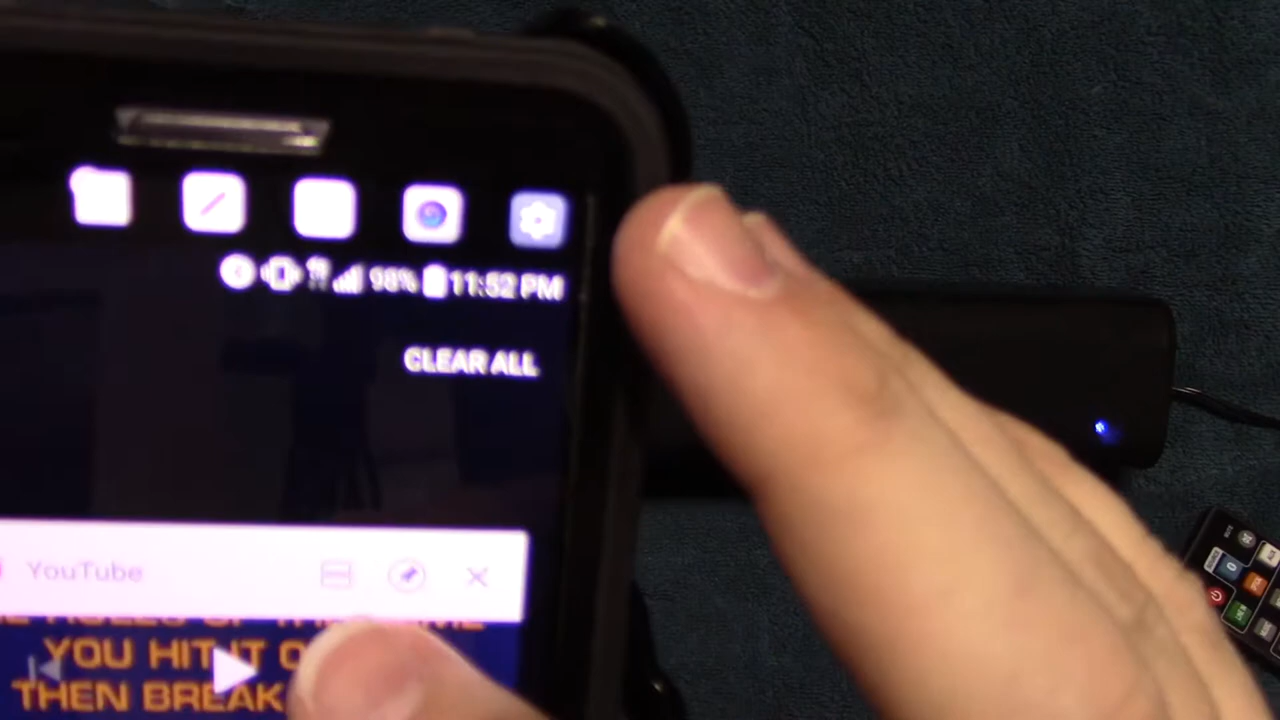 98% 11:52 PM
CLEAR ALL
YouTube
YOU HIT IT
THEN BREAK